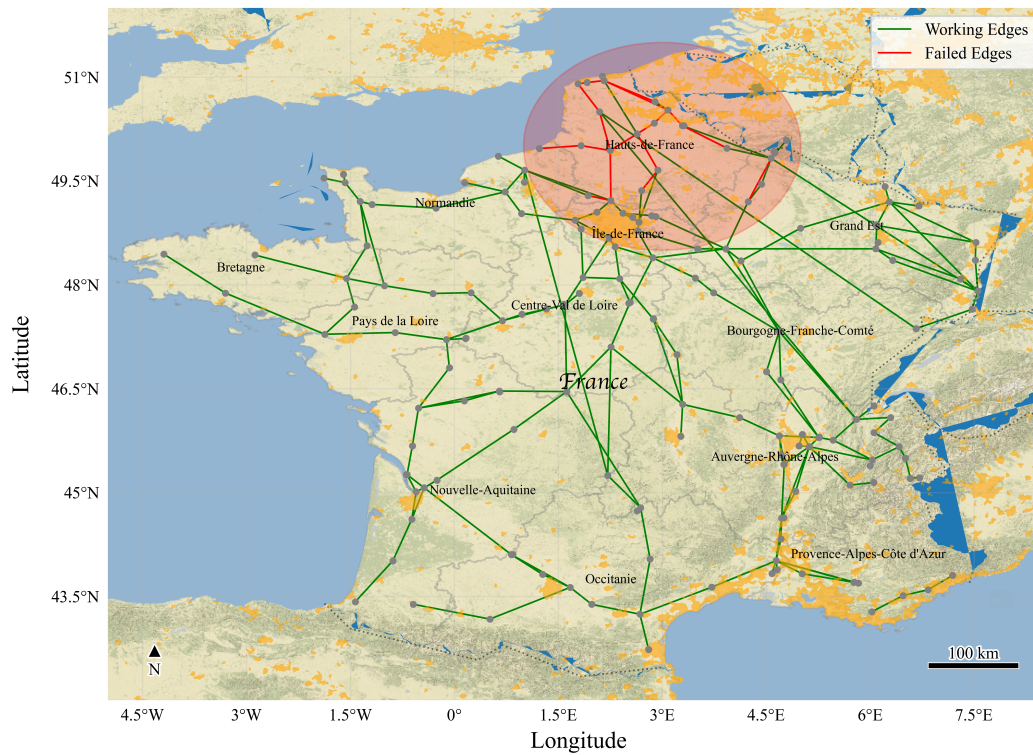 Working Edges
Failed Edges
51°N
49.5°N
48°N
46.5°N
45°N
43.5°N
Latitude
Hauts-de-France
Normandie
Grand Est
Île-de-France
Bretagne
Centre-Val de Loire
Pays de la Loire
Bourgogne-Franche-Comté
France
Auvergne-Rhône-Alpes
Nouvelle-Aquitaine
Provence-Alpes-Côte d'Azur
Occitanie
N
100 km
4.5°W 3°W 1.5°W 0° 1.5°E 3°E 4.5°E 6°E 7.5°E
Longitude